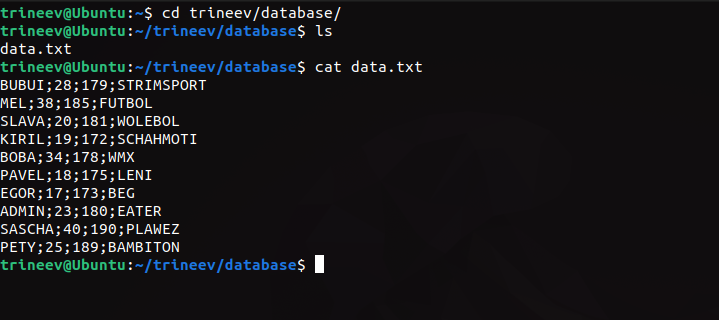 trineev@Ubuntu:~$ cd trineev/database/
trineev@Ubuntu:~/trineev/database$ ls
data.txt
trineev@Ubuntu:~/trineev/database$ cat data.txt
BUBUI;28;179;STRIMSPORT
MEL;38;185;FUTBOL
SLAVA;20;181;WOLEBOL
KIRIL;19;172;SCHAHMOTI
BOBA;34;178;WMX
PAVEL;18;175;LENI
EGOR;17;173;BEG
ADMIN;23;180;EATER
SASCHA;40;190;PLAWEZ
PETY;25;189;BAMBITON
trineev@Ubuntu:~/trineev/database$